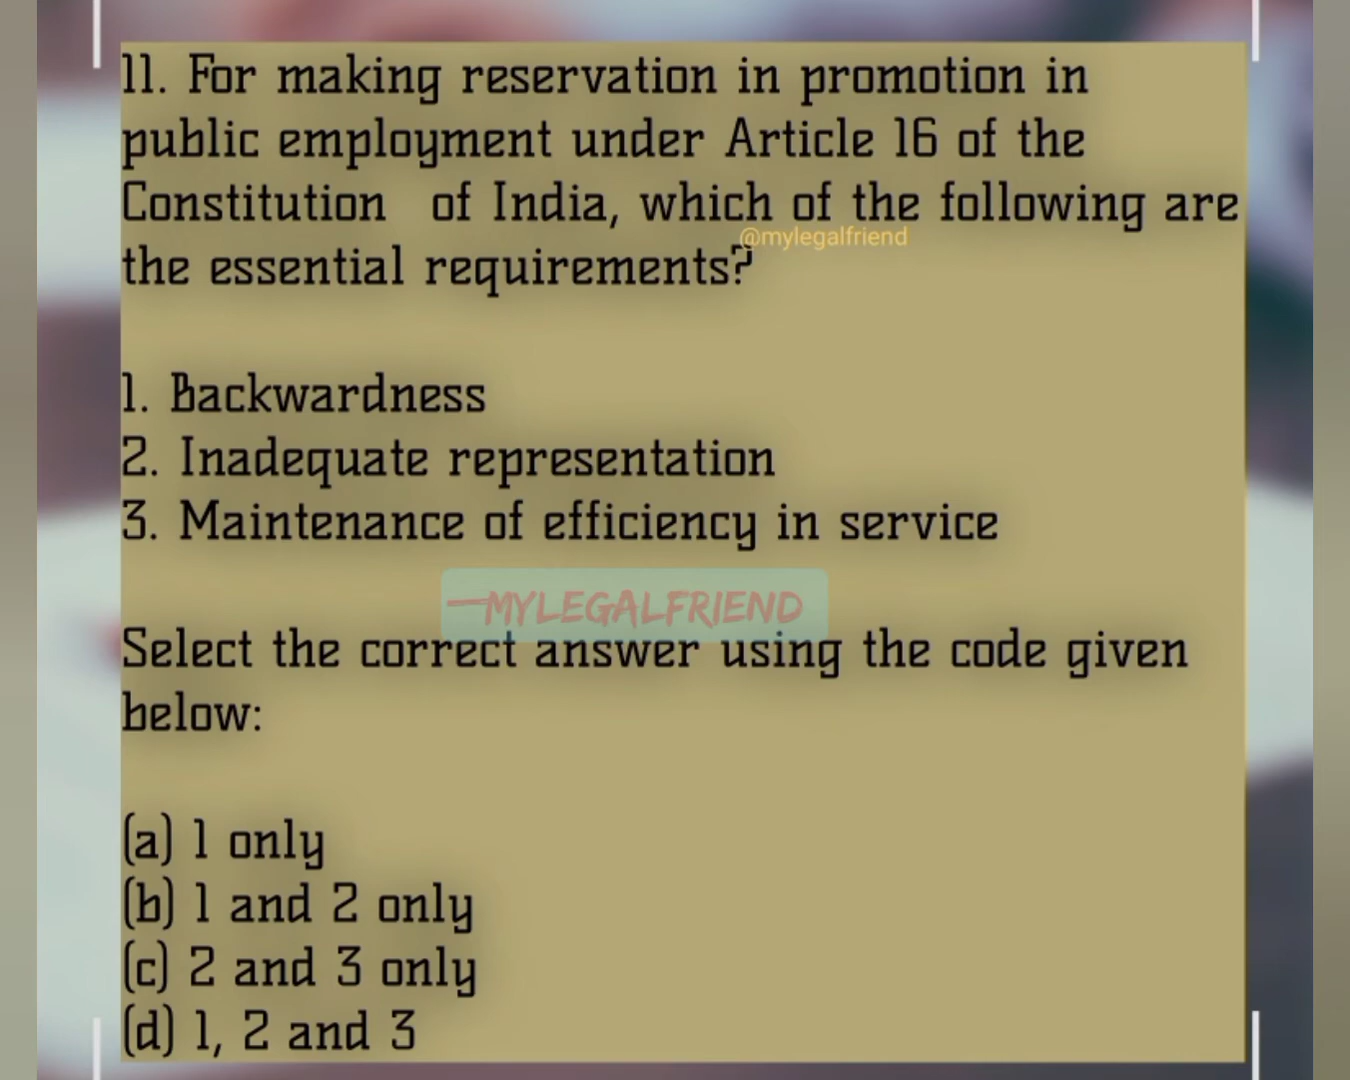 11. For making reservation in promotion in
public employment under Article 16 of the
Constitution of India, which of the following are
@mylegalfriend
the essential requirements?
1. Backwardness
2. Inadequate representation
3. Maintenance of efficiency in service
MYLEGALFRIEND
Select the correct answer using the code given
below:
(a) 1 only
(b) 1 and 2 only
(c) 2 and 3 only
(d) 1, 2 and 3